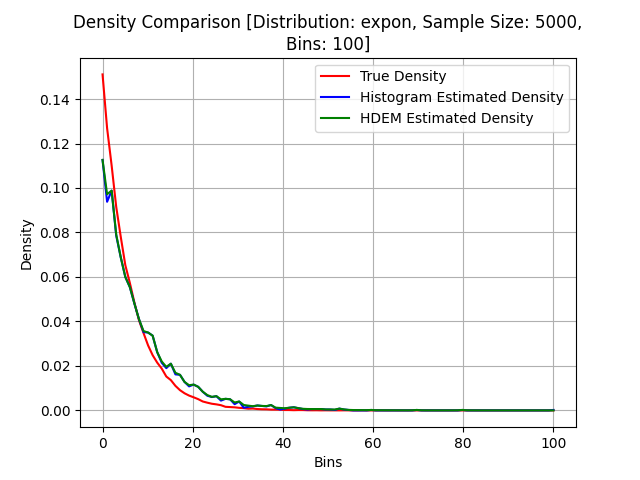 Density Comparison [Distribution: expon, Sample Size: 5000,
Bins: 100]
True Density
Histogram Estimated Density
HDEM Estimated Density
Density
0.14
0.12
0.10
0.08
0.06
0.04
0.02
0.00
0 20 40 60 80 100
Bins